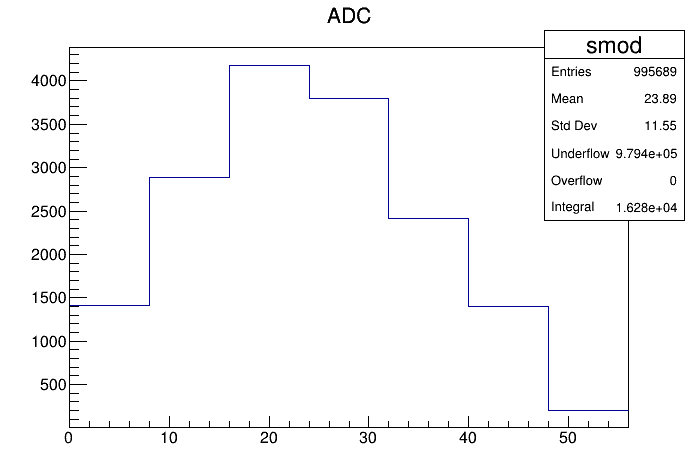 ADC
smod
Entries 995689
Mean 23.89
Std Dev 11.55
Underflow 9.794e+05
Overflow 0
Integral 1.628e+04
4000
3500
3000
2500
2000
1500
1000
500
0 10 20 30 40 50